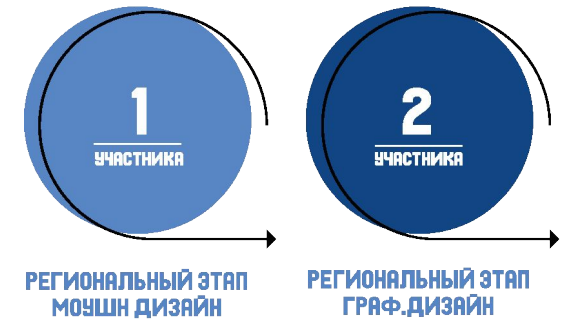 1
УЧАСТНИКА
РЕГИОНАЛЬНЫЙ ЭТАП
МОУШН ДИЗАЙН
2
УЧАСТНИКА
РЕГИОНАЛЬНЫЙ ЭТАП
ГРАФ.ДИЗАЙН